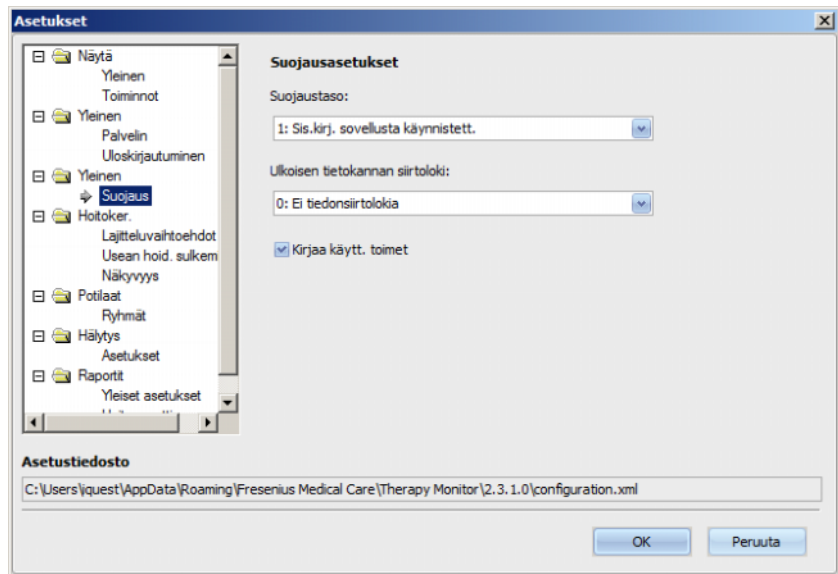 Asetukset
Näytä
Yleinen
Toiminnot
Yleinen
Palvelin
Uloskirjautuminen
Yleinen
Suojaus
Hoitoker.
Lajitteluvaihtoehdot
Usean hoid. sulkem
Näkyvyys
Potilaat
Ryhmät
Hälytys
Asetukset
Raportit
Yleiset asetukset
Suojausasetukset
Suojaustaso:
1: Sis.kirj. sovellusta käynnistett.
Ulkoisen tietokannan siirtoloki:
0: Ei tiedonsiirtolokia
Kirjaa käytt. toimet
Asetustiedosto
C:\Users\iquest\AppData\Roaming\Fresenius Medical Care\Therapy Monitor\2.3.1.0\configuration.xml
OK
Peruuta